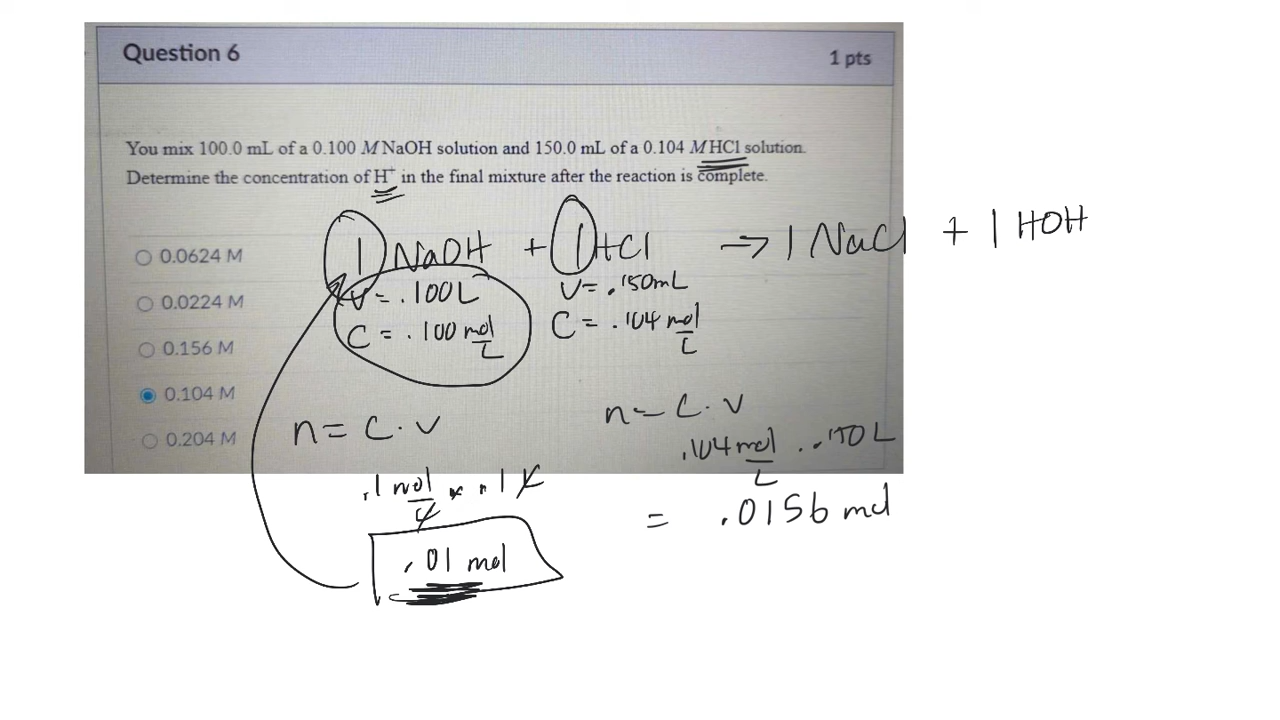 Question 6
1 pts
You mix 100.0 mL of a 0.100 M NaOH solution and 150.0 mL of a 0.104 M HCl solution.
Determine the concentration of H⁺ in the final mixture after the reaction is complete.
1 NaOH + 1 HCl → 1 NaCl + 1 HOH
0.0624 M
V = .100L
V = .150mL
0.0224 M
C = .100 mol/L
C = .104 mol/L
0.156 M
0.104 M
n = C · V
n = C · V
0.204 M
.104 mol/L · .150 L
.1 mol/L × .1 L
= .0156 mol
.01 mol